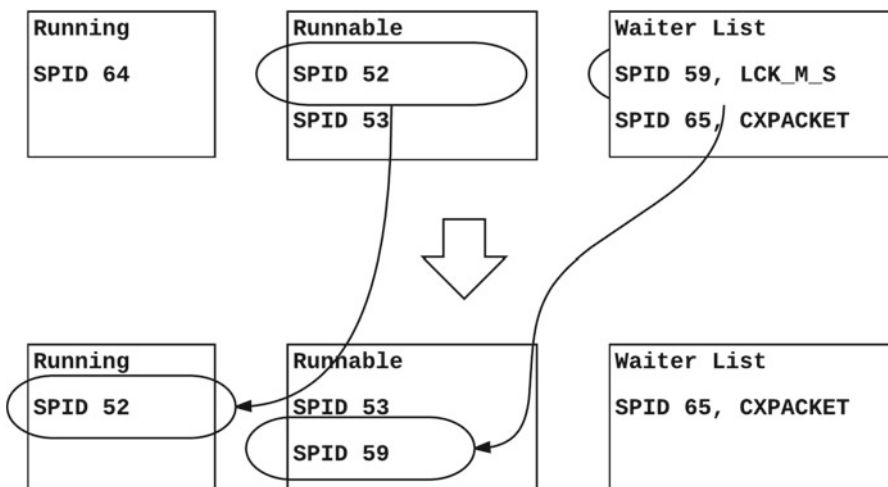 Running
SPID 64
Runnable
SPID 52
SPID 53
Waiter List
SPID 59, LCK_M_S
SPID 65, CXPACKET
Running
SPID 52
Runnable
SPID 53
SPID 59
Waiter List
SPID 65, CXPACKET